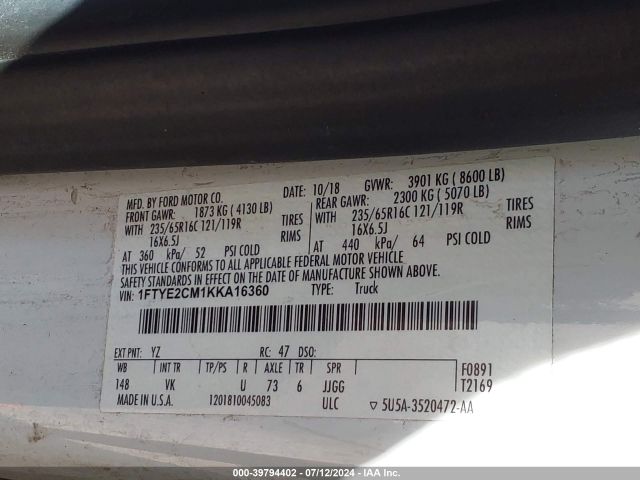 MFD. BY FORD MOTOR CO.
DATE: 10/18 GVWR: 3901 KG ( 8600 LB)
FRONT GAWR: 1873 KG ( 4130 LB)
REAR GAWR: 2300 KG ( 5070 LB)
WITH 235/65R16C 121/119R TIRES
WITH 235/65R16C 121/119R TIRES
16X6.5J RIMS
16X6.5J RIMS
AT 360 kPa/ 52 PSI COLD
AT 440 kPa/ 64 PSI COLD
THIS VEHICLE CONFORMS TO ALL APPLICABLE FEDERAL MOTOR VEHICLE
SAFETY STANDARDS IN EFFECT ON THE DATE OF MANUFACTURE SHOWN ABOVE.
VIN: 1FTYE2CM1KKA16360 TYPE: Truck
EXT PNT: YZ RC: 47 DSO:
WB INT TR TP/PS R AXLE TR SPR F0891
148 VK U 73 6 JJGG T2169
MADE IN U.S.A. 1201810045083 ULC ▽ 5U5A-3520472-AA
000-39794402 - 07/12/2024 - IAA Inc.